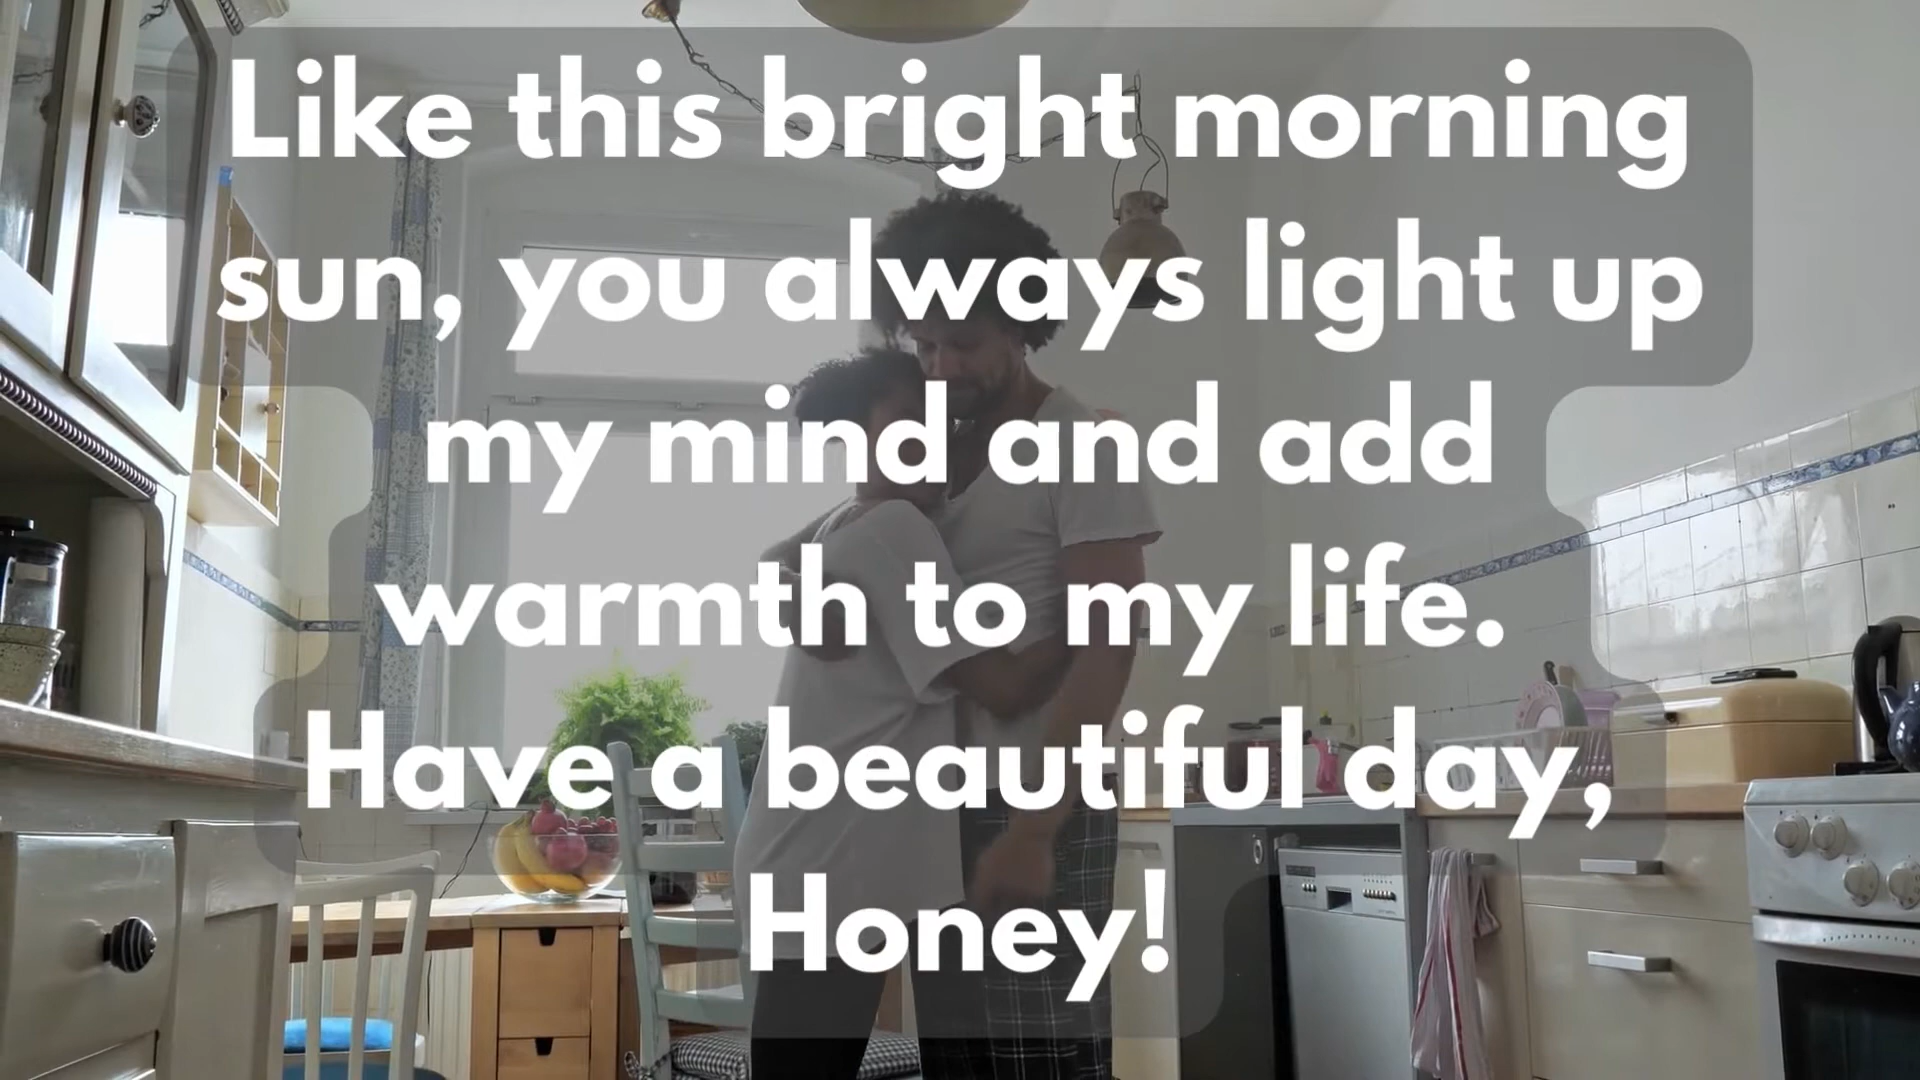 Like this bright morning
sun, you always light up
my mind and add
warmth to my life.
Have a beautiful day,
Honey!